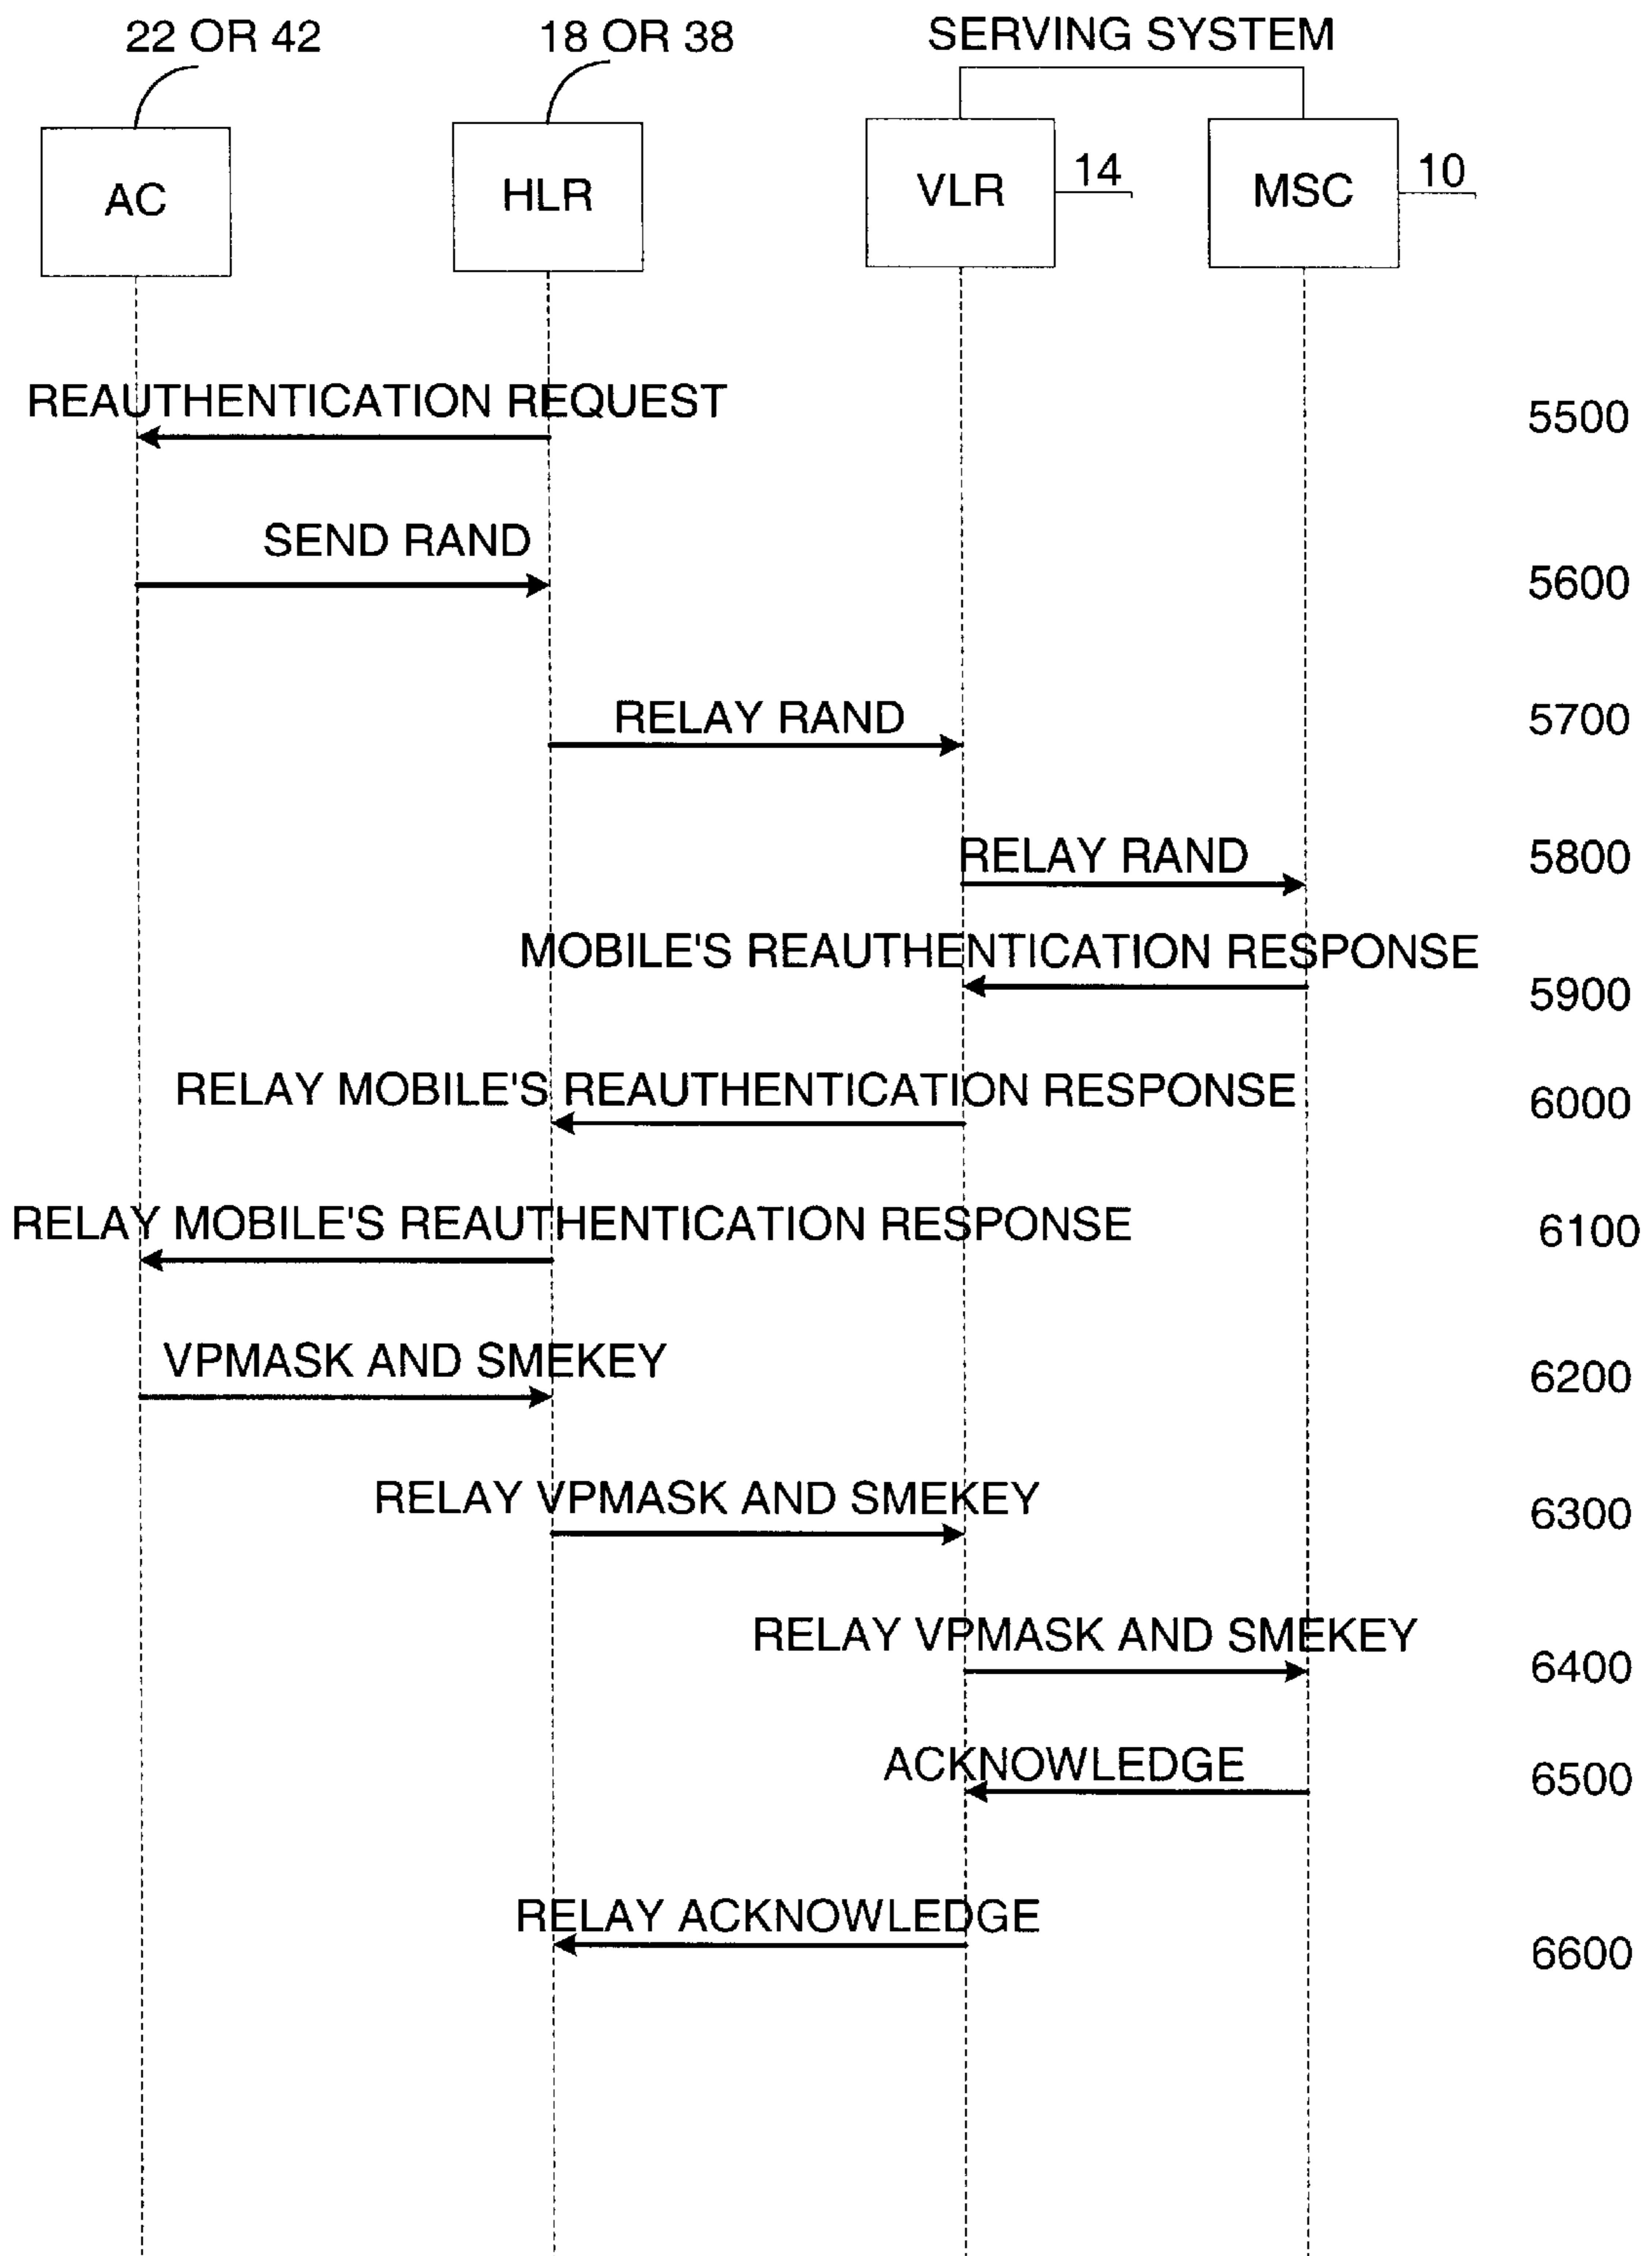 22 OR 42
18 OR 38
SERVING SYSTEM
AC
HLR
VLR
14
MSC
10
REAUTHENTICATION REQUEST
5500
SEND RAND
5600
RELAY RAND
5700
RELAY RAND
5800
MOBILE'S REAUTHENTICATION RESPONSE
5900
RELAY MOBILE'S REAUTHENTICATION RESPONSE
6000
RELAY MOBILE'S REAUTHENTICATION RESPONSE
6100
VPMASK AND SMEKEY
6200
RELAY VPMASK AND SMEKEY
6300
RELAY VPMASK AND SMEKEY
6400
ACKNOWLEDGE
6500
RELAY ACKNOWLEDGE
6600